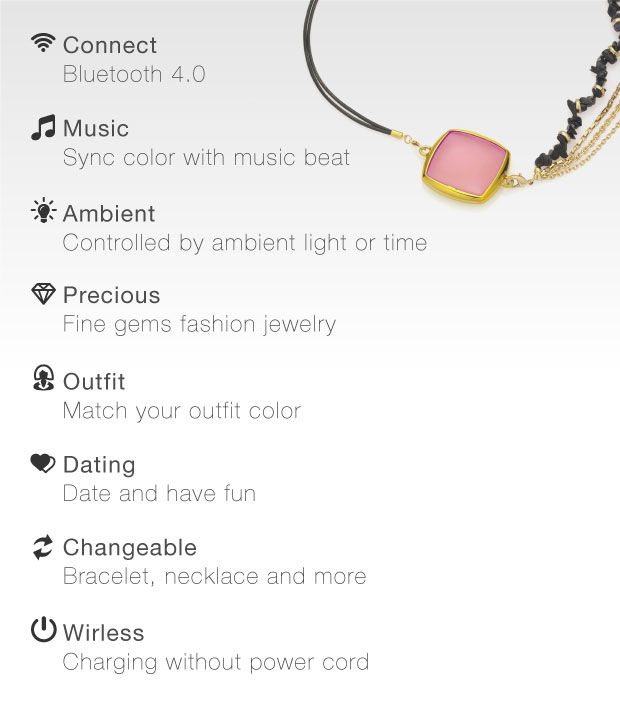 Connect
Bluetooth 4.0
Music
Sync color with music beat
Ambient
Controlled by ambient light or time
Precious
Fine gems fashion jewelry
Outfit
Match your outfit color
Dating
Date and have fun
Changeable
Bracelet, necklace and more
Wirless
Charging without power cord